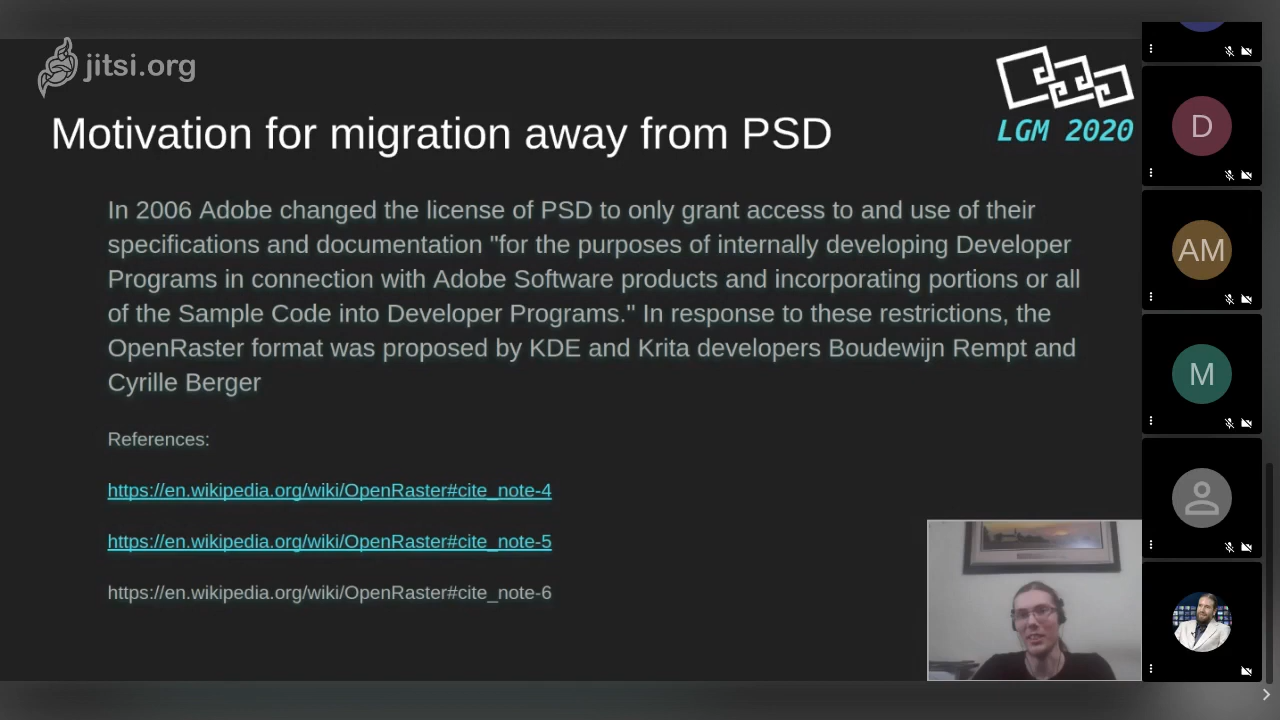 jitsi.org
LGM 2020
Motivation for migration away from PSD
In 2006 Adobe changed the license of PSD to only grant access to and use of their
specifications and documentation "for the purposes of internally developing Developer
Programs in connection with Adobe Software products and incorporating portions or all
of the Sample Code into Developer Programs." In response to these restrictions, the
OpenRaster format was proposed by KDE and Krita developers Boudewijn Rempt and
Cyrille Berger
References:
https://en.wikipedia.org/wiki/OpenRaster#cite_note-4
https://en.wikipedia.org/wiki/OpenRaster#cite_note-5
https://en.wikipedia.org/wiki/OpenRaster#cite_note-6
D
AM
M